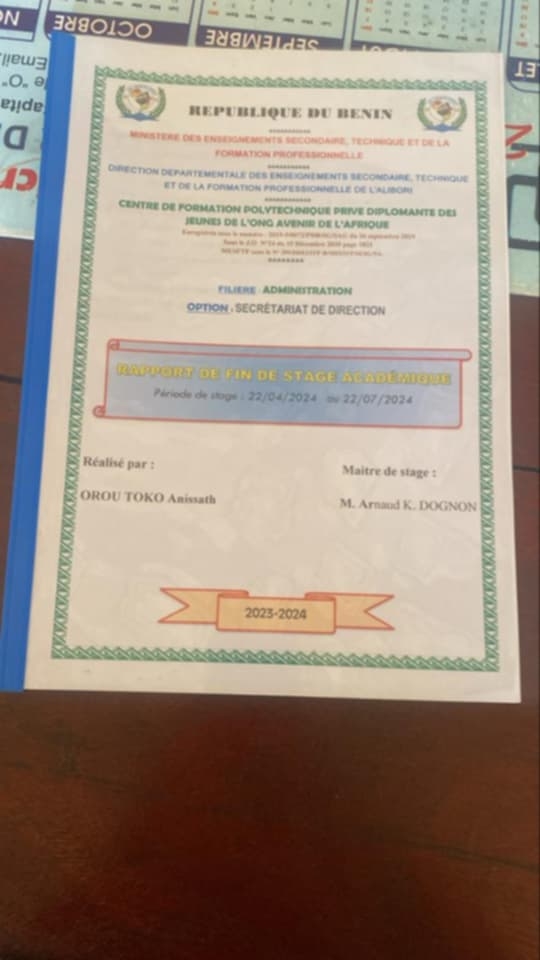 OCTOBRE
SEPTEMBRE
REPUBLIQUE DU BENIN
MINISTERE DES ENSEIGNEMENTS SECONDAIRE, TECHNIQUE ET DE LA
FORMATION PROFESSIONNELLE
DIRECTION DEPARTEMENTALE DES ENSEIGNEMENTS SECONDAIRE, TECHNIQUE
ET DE LA FORMATION PROFESSIONNELLE DE L'ALIBORI
CENTRE DE FORMATION POLYTECHNIQUE PRIVE DIPLOMANTE DES
JEUNES DE L'ONG AVENIR DE L'AFRIQUE
FILIERE : ADMINISTRATION
OPTION : SECRÉTARIAT DE DIRECTION
RAPPORT DE FIN DE STAGE ACADÉMIQUE
Période de stage : 22/04/2024 au 22/07/2024
Réalisé par :
Maitre de stage :
OROU TOKO Anissath
M. Arnaud K. DOGNON
2023-2024